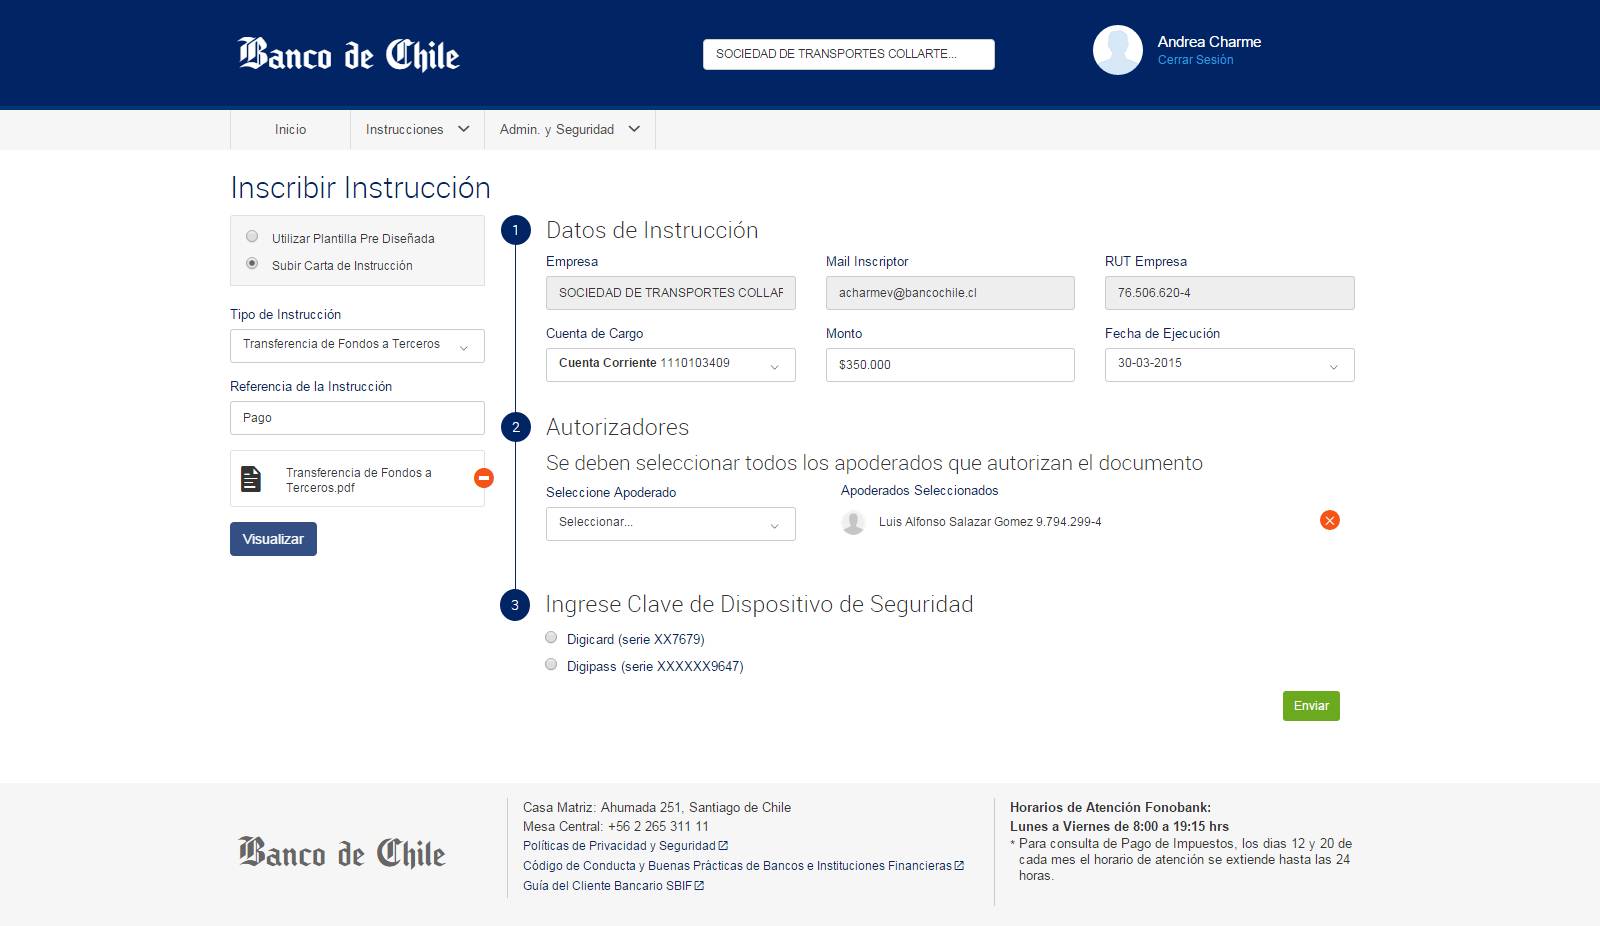 Banco de Chile
SOCIEDAD DE TRANSPORTES COLLARTE...
Andrea Charme
Cerrar Sesión
Inicio
Instrucciones
Admin. y Seguridad
Inscribir Instrucción
Utilizar Plantilla Pre Diseñada
Subir Carta de Instrucción
Tipo de Instrucción
Transferencia de Fondos a Terceros
Referencia de la Instrucción
Pago
Transferencia de Fondos a
Terceros.pdf
Visualizar
1
Datos de Instrucción
Empresa
Mail Inscriptor
RUT Empresa
SOCIEDAD DE TRANSPORTES COLLAR
acharmev@bancochile.cl
76.506.620-4
Cuenta de Cargo
Monto
Fecha de Ejecución
Cuenta Corriente 1110103409
$350.000
30-03-2015
2
Autorizadores
Se deben seleccionar todos los apoderados que autorizan el documento
Seleccione Apoderado
Apoderados Seleccionados
Seleccionar...
Luis Alfonso Salazar Gomez 9.794.299-4
3
Ingrese Clave de Dispositivo de Seguridad
Digicard (serie XX7679)
Digipass (serie XXXXXX9647)
Enviar
Banco de Chile
Casa Matriz: Ahumada 251, Santiago de Chile
Mesa Central: +56 2 265 311 11
Políticas de Privacidad y Seguridad
Código de Conducta y Buenas Prácticas de Bancos e Instituciones Financieras
Guía del Cliente Bancario SBIF
Horarios de Atención Fonobank:
Lunes a Viernes de 8:00 a 19:15 hrs
* Para consulta de Pago de Impuestos, los dias 12 y 20 de
cada mes el horario de atención se extiende hasta las 24
horas.